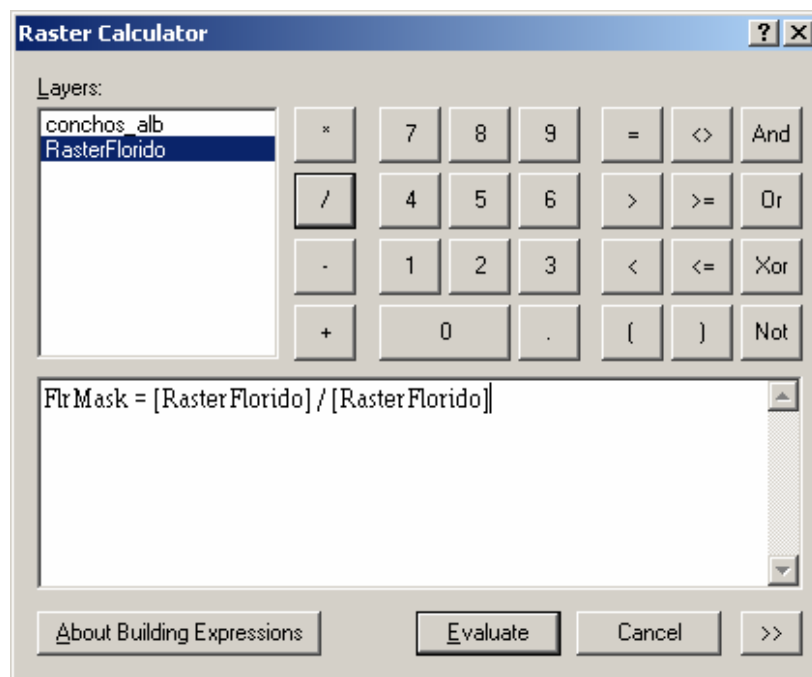 Raster Calculator ? X
Layers:
conchos_alb
RasterFlorido
* 7 8 9 = <> And
/ 4 5 6 > >= Or
- 1 2 3 < <= Xor
+ 0 . ( ) Not
FlrMask = [RasterFlorido] / [RasterFlorido]
About Building Expressions Evaluate Cancel >>